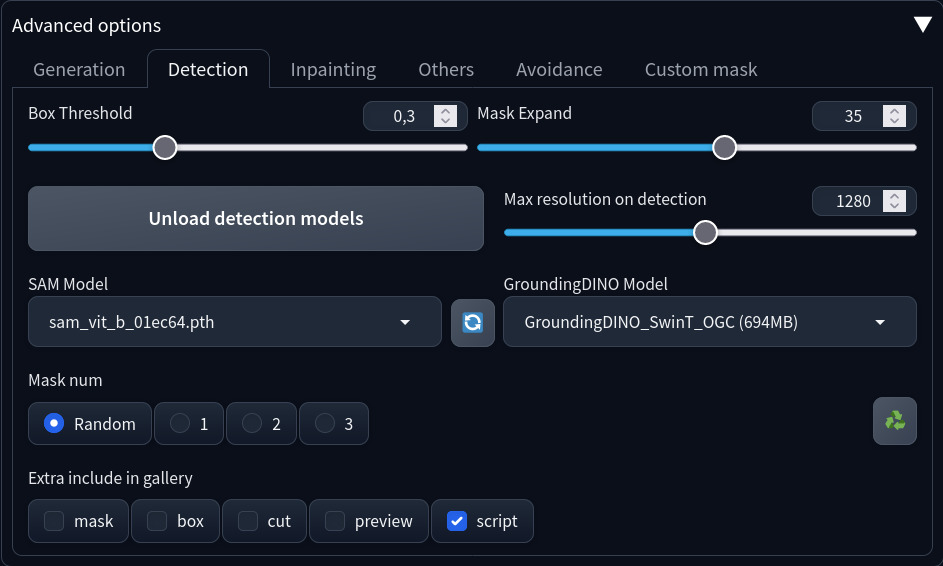 Advanced options
Generation Detection Inpainting Others Avoidance Custom mask
Box Threshold 0,3 Mask Expand 35
Unload detection models Max resolution on detection 1280
SAM Model GroundingDINO Model
sam_vit_b_01ec64.pth GroundingDINO_SwinT_OGC (694MB)
Mask num
Random 1 2 3
Extra include in gallery
mask box cut preview script